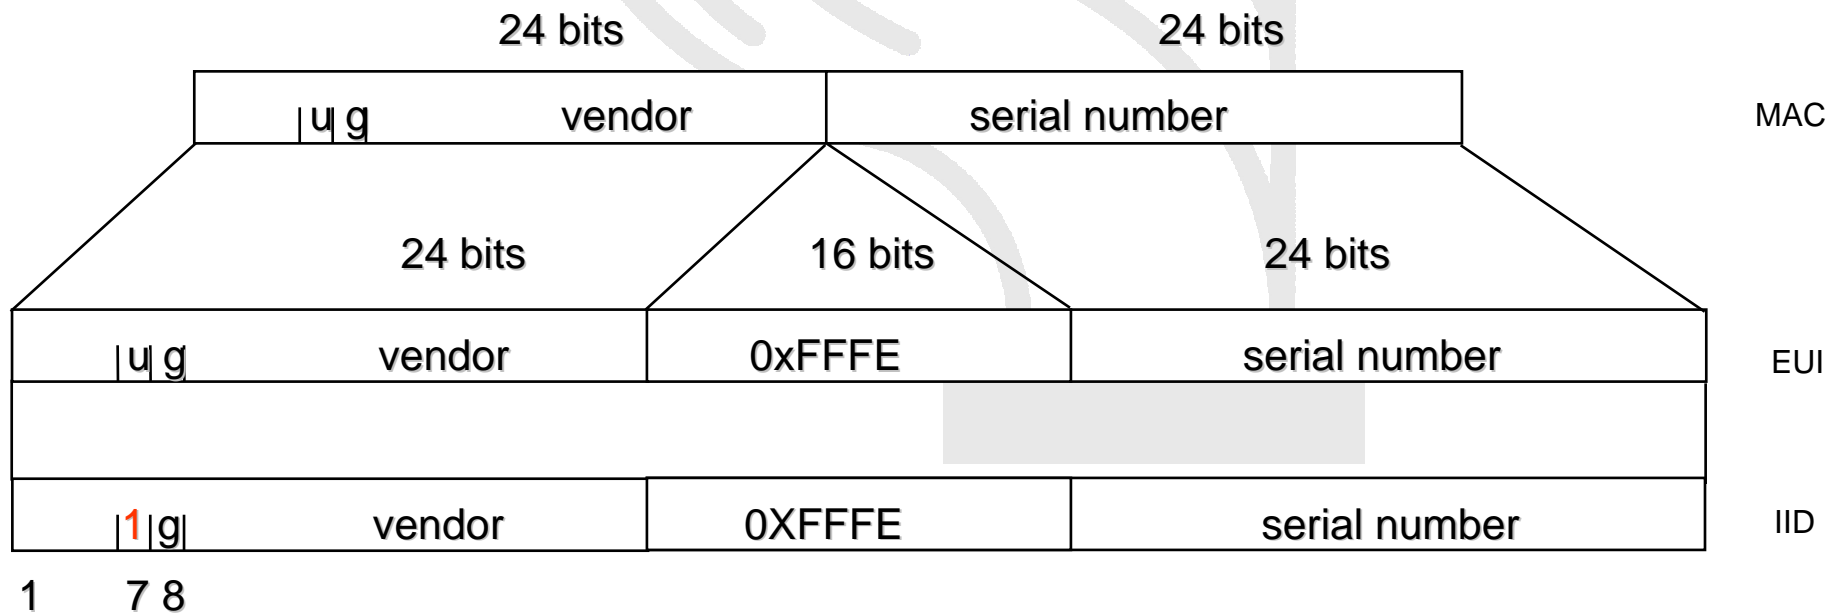 24 bits 24 bits
u g vendor serial number MAC
24 bits 16 bits 24 bits
u g vendor 0xFFFE serial number EUI
1 g vendor 0XFFFE serial number IID
1 7 8